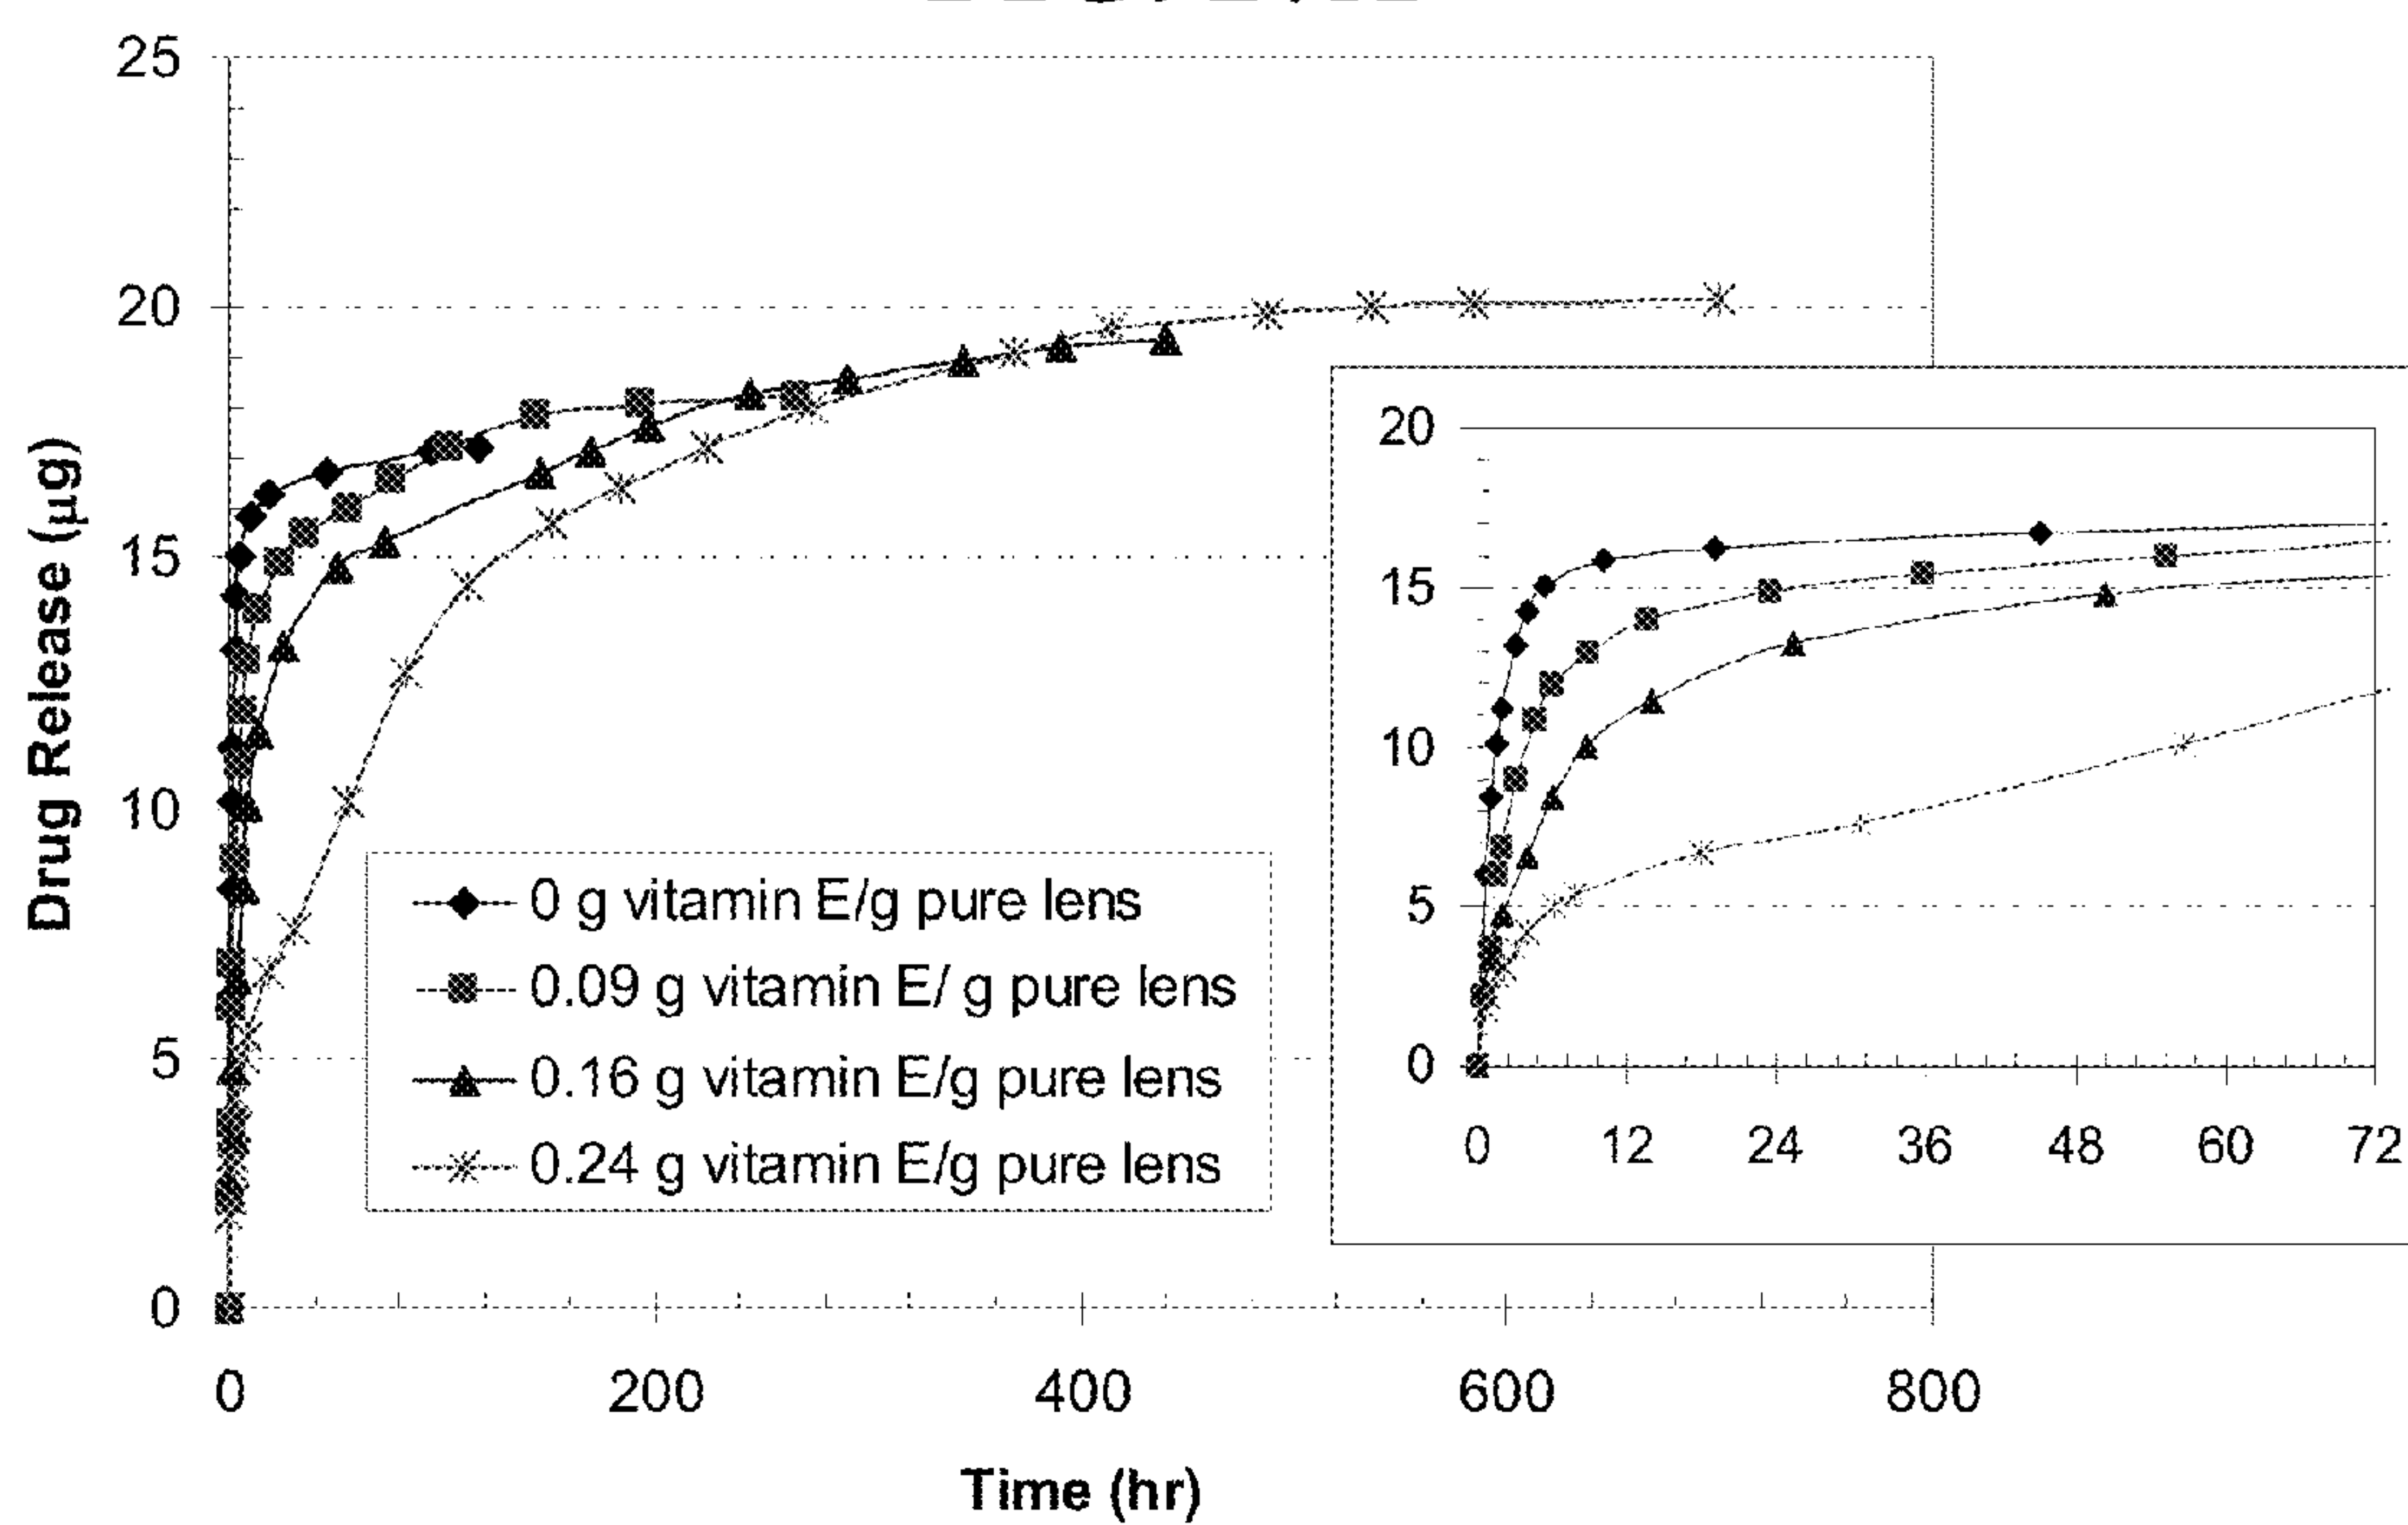 25
20
15
10
5
0
Drug Release (µg)
0 200 400 600 800
Time (hr)
0 g vitamin E/g pure lens
0.09 g vitamin E/ g pure lens
0.16 g vitamin E/g pure lens
0.24 g vitamin E/g pure lens
20
15
10
5
0
0 12 24 36 48 60 72